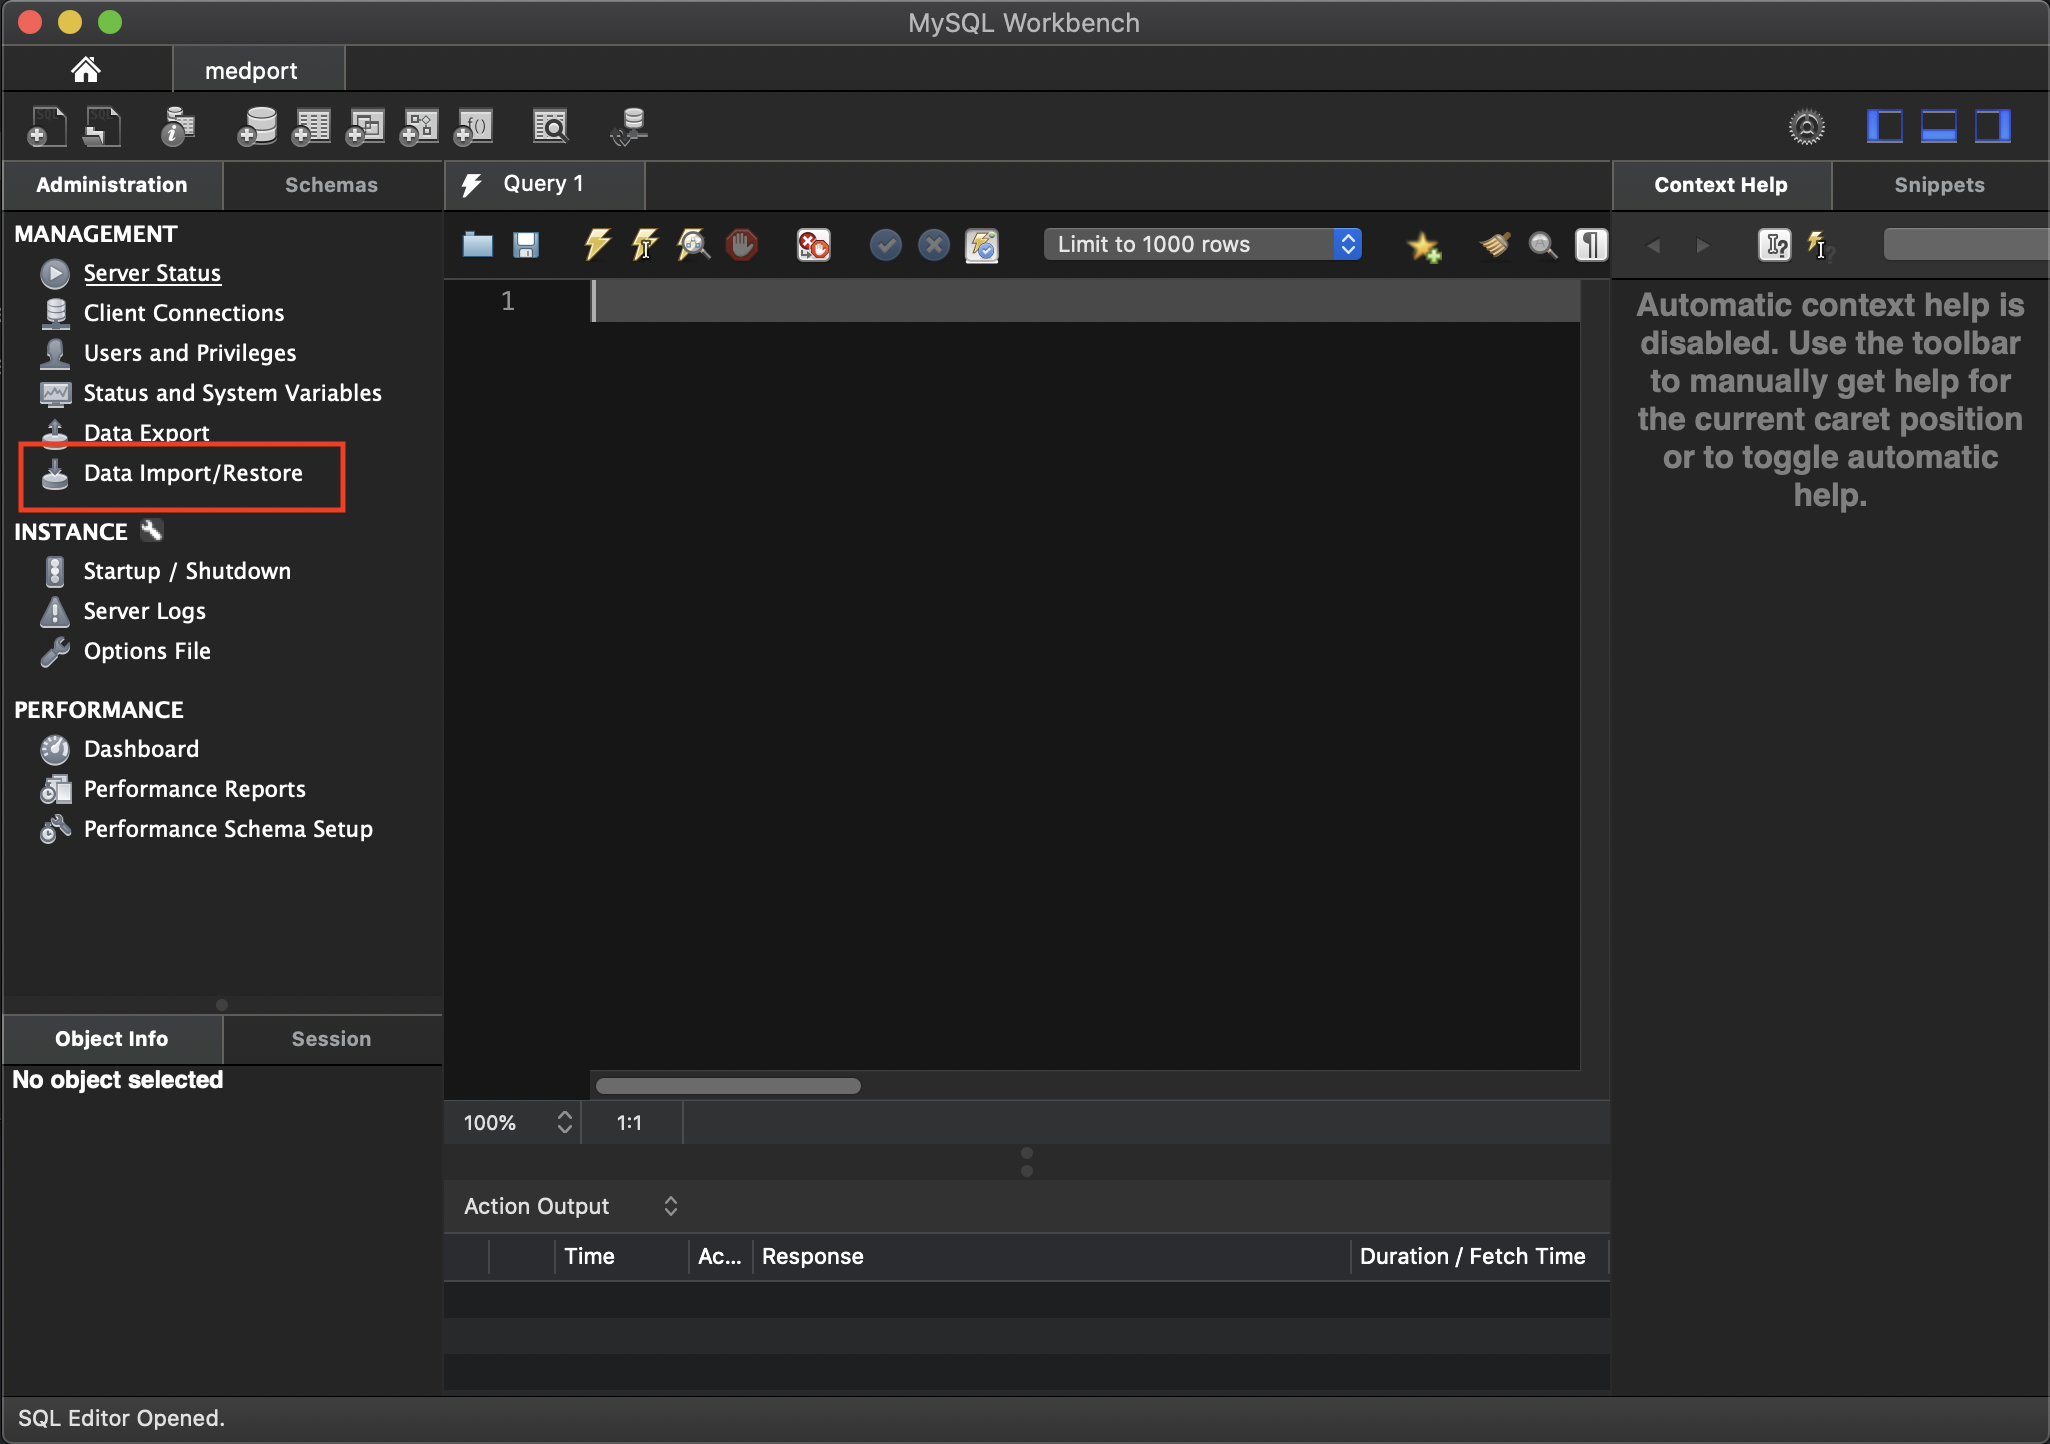 MySQL Workbench
medport
Administration
Schemas
Query 1
Context Help
Snippets
MANAGEMENT
Server Status
Client Connections
Users and Privileges
Status and System Variables
Data Export
Data Import/Restore
INSTANCE
Startup / Shutdown
Server Logs
Options File
PERFORMANCE
Dashboard
Performance Reports
Performance Schema Setup
Object Info
Session
No object selected
Limit to 1000 rows
1
100%
1:1
Action Output
Time
Ac...
Response
Duration / Fetch Time
Automatic context help is
disabled. Use the toolbar
to manually get help for
the current caret position
or to toggle automatic
help.
SQL Editor Opened.